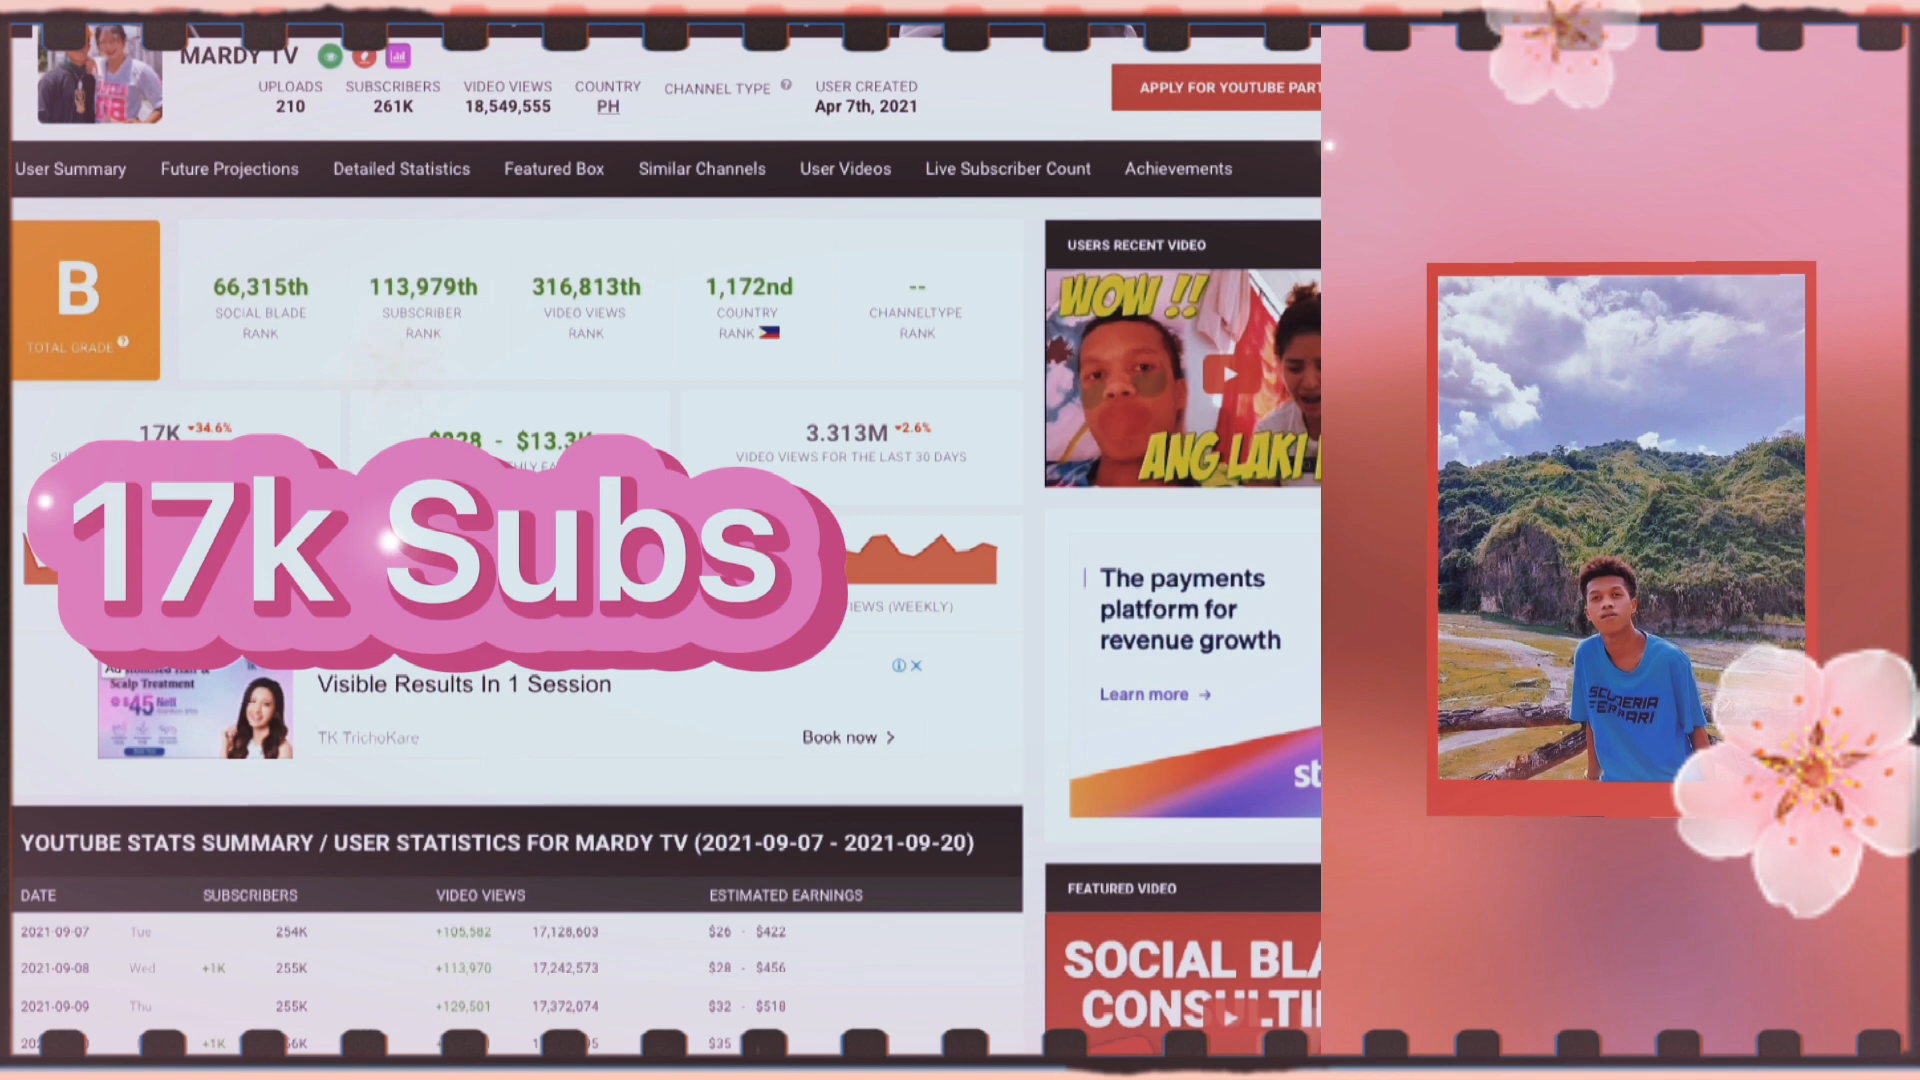 MARDY TV
UPLOADS
210
SUBSCRIBERS
261K
VIDEO VIEWS
18,549,555
COUNTRY
PH
CHANNEL TYPE
USER CREATED
Apr 7th, 2021
APPLY FOR YOUTUBE PART
User Summary Future Projections Detailed Statistics Featured Box Similar Channels User Videos Live Subscriber Count Achievements
B
TOTAL GRADE
66,315th
SOCIAL BLADE
RANK
113,979th
SUBSCRIBER
RANK
316,813th
VIDEO VIEWS
RANK
1,172nd
COUNTRY
RANK
--
CHANNELTYPE
RANK
USERS RECENT VIDEO
WOW !!
ANG LAKI
17K 34.6%
- $13.3K
3.313M 2.6%
VIDEO VIEWS FOR THE LAST 30 DAYS
17k Subs
(WEEKLY)
The payments
platform for
revenue growth
Learn more →
st
Scalp Treatment
$45 Nett
Visible Results In 1 Session
TK TrichoKare
Book now
SCUDERIA
FERRARI
YOUTUBE STATS SUMMARY / USER STATISTICS FOR MARDY TV (2021-09-07 - 2021-09-20)
DATE SUBSCRIBERS VIDEO VIEWS ESTIMATED EARNINGS
2021-09-07 Tue 254K +105,582 17,128,603 $26 - $422
2021-09-08 Wed +1K 255K +113,970 17,242,573 $28 - $456
2021-09-09 Thu 255K +129,501 17,372,074 $32 - $518
+1K $35
FEATURED VIDEO
SOCIAL BLA
CONSULTI